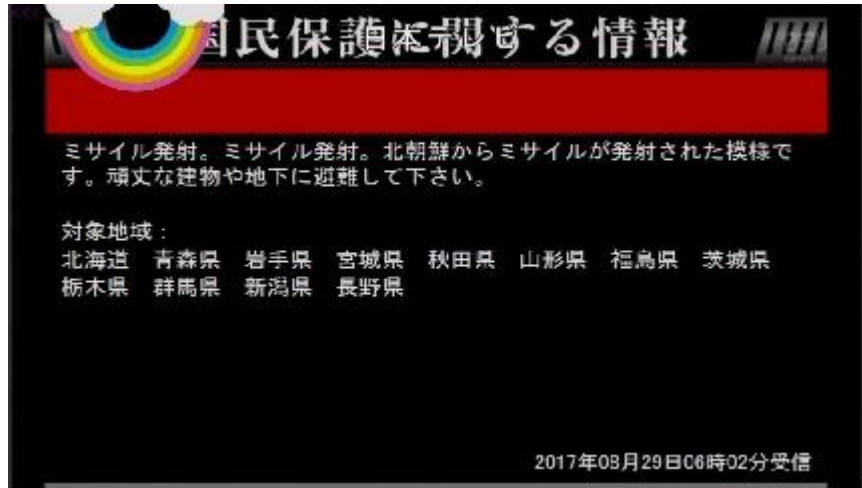 国民保護に関する情報
日本テレビ
ミサイル発射。ミサイル発射。北朝鮮からミサイルが発射された模様で
す。頑丈な建物や地下に避難して下さい。
対象地域：
北海道 青森県 岩手県 宮城県 秋田県 山形県 福島県 茨城県
栃木県 群馬県 新潟県 長野県
2017年08月29日06時02分受信